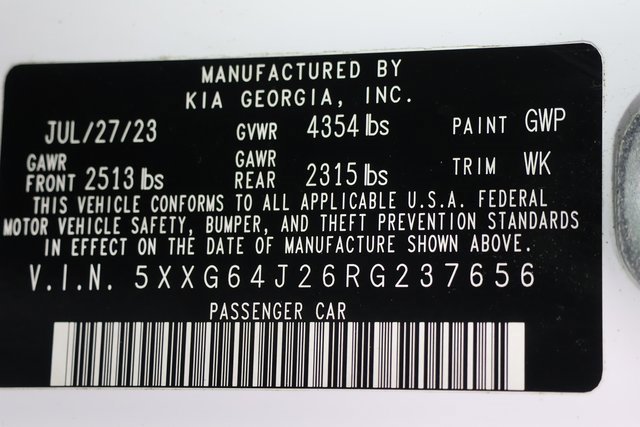 MANUFACTURED BY
KIA GEORGIA, INC.
JUL/27/23 GVWR 4354 lbs PAINT GWP
GAWR FRONT 2513 lbs GAWR REAR 2315 lbs TRIM WK
THIS VEHICLE CONFORMS TO ALL APPLICABLE U.S.A. FEDERAL
MOTOR VEHICLE SAFETY, BUMPER, AND THEFT PREVENTION STANDARDS
IN EFFECT ON THE DATE OF MANUFACTURE SHOWN ABOVE.
V.I.N. 5XXG64J26RG237656
PASSENGER CAR